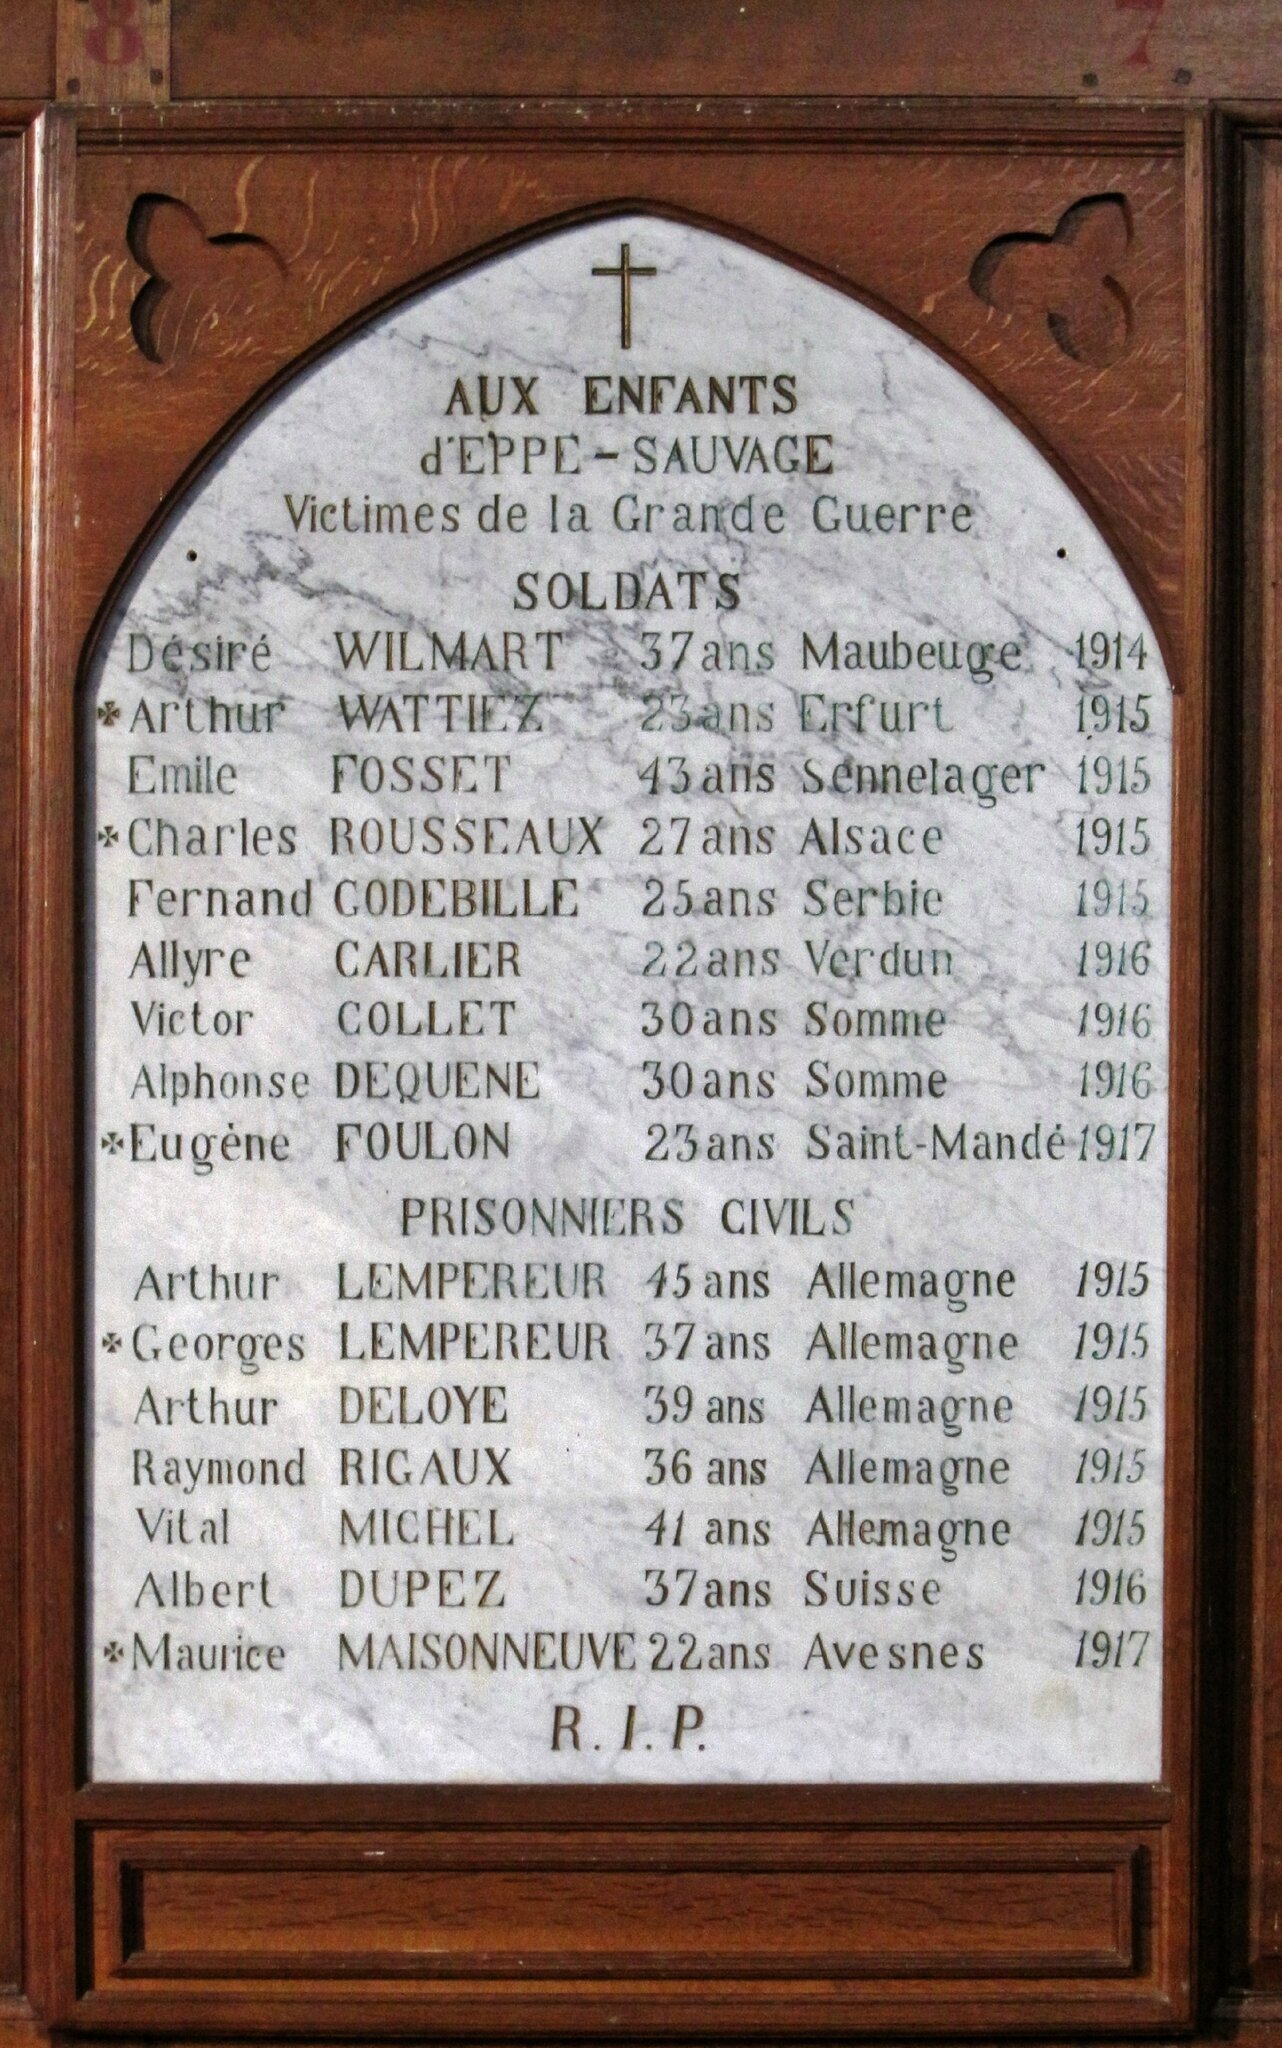 8
7
AUX ENFANTS
d'EPPE-SAUVAGE
Victimes de la Grande Guerre
SOLDATS
Désiré WILMART 37 ans Maubeuge 1914
✠ Arthur WATTIEZ 23 ans Erfurt 1915
Emile FOSSET 43 ans Sennelager 1915
✠ Charles ROUSSEAUX 27 ans Alsace 1915
Fernand GODEBILLE 25 ans Serbie 1915
Allyre CARLIER 22 ans Verdun 1916
Victor COLLET 30 ans Somme 1916
Alphonse DEQUENE 30 ans Somme 1916
✠ Eugène FOULON 23 ans Saint-Mandé 1917
PRISONNIERS CIVILS
Arthur LEMPEREUR 45 ans Allemagne 1915
✠ Georges LEMPEREUR 37 ans Allemagne 1915
Arthur DELOYE 39 ans Allemagne 1915
Raymond RIGAUX 36 ans Allemagne 1915
Vital MICHEL 41 ans Allemagne 1915
Albert DUPEZ 37 ans Suisse 1916
✠ Maurice MAISONNEUVE 22 ans Avesnes 1917
R. I. P.